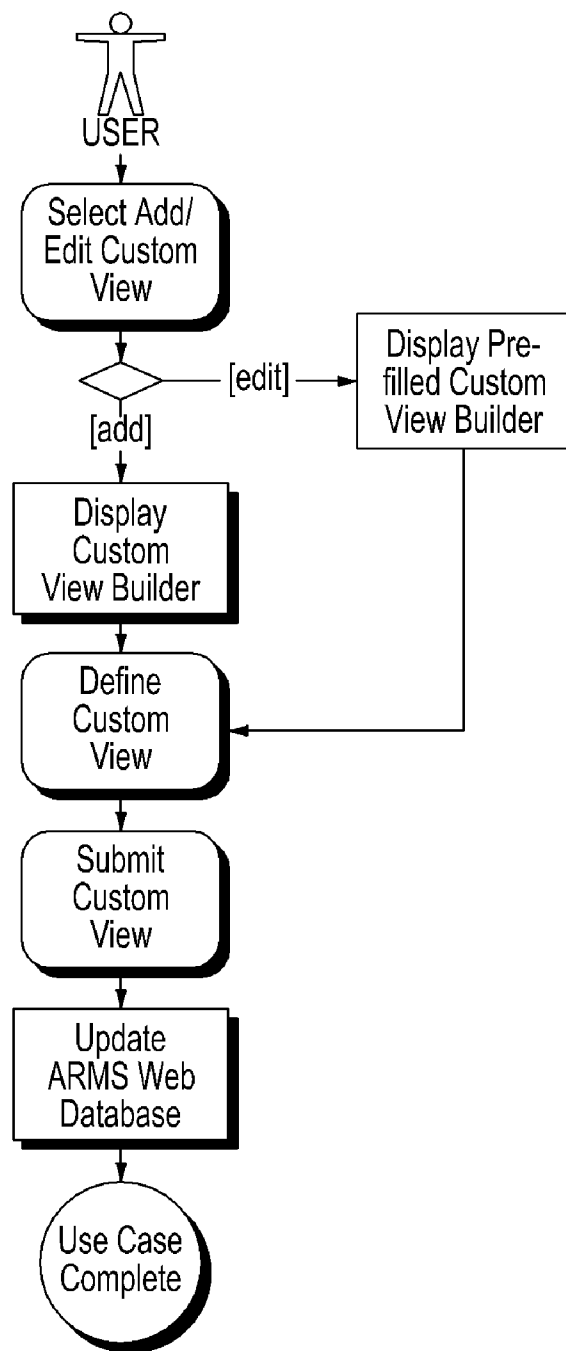 USER
Select Add/
Edit Custom
View
[edit]
Display Pre-
filled Custom
View Builder
[add]
Display
Custom
View Builder
Define
Custom
View
Submit
Custom
View
Update
ARMS Web
Database
Use Case
Complete